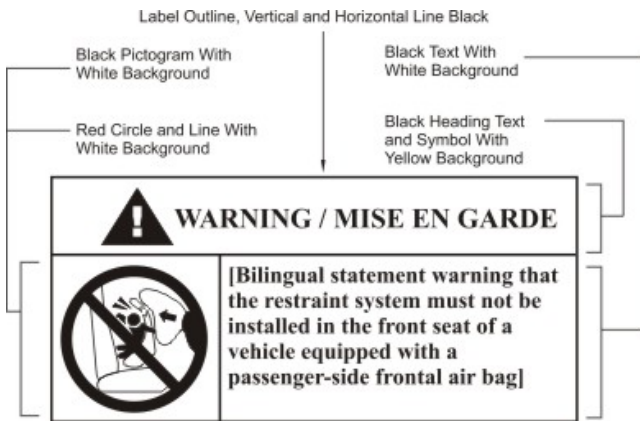 Label Outline, Vertical and Horizontal Line Black
Black Pictogram With
White Background
Black Text With
White Background
Red Circle and Line With
White Background
Black Heading Text
and Symbol With
Yellow Background
! WARNING / MISE EN GARDE
[Bilingual statement warning that
the restraint system must not be
installed in the front seat of a
vehicle equipped with a
passenger-side frontal air bag]